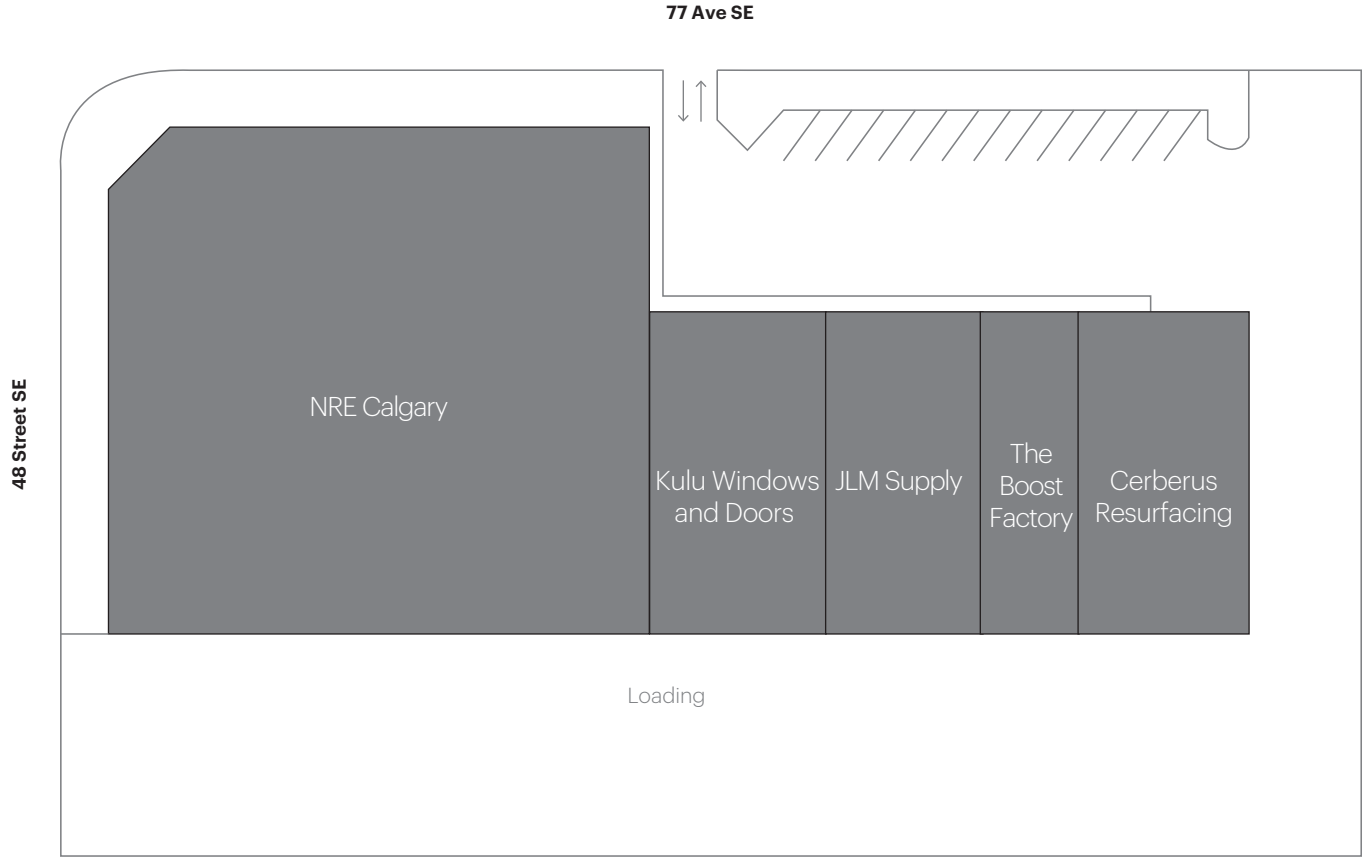 77 Ave SE
48 Street SE
NRE Calgary
Kulu Windows
and Doors
JLM Supply
The
Boost
Factory
Cerberus
Resurfacing
Loading